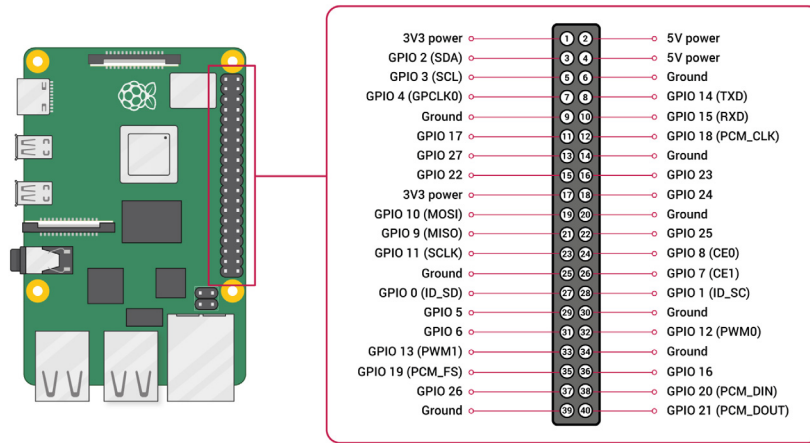 3V3 power 1 2 5V power
GPIO 2 (SDA) 3 4 5V power
GPIO 3 (SCL) 5 6 Ground
GPIO 4 (GPCLK0) 7 8 GPIO 14 (TXD)
Ground 9 10 GPIO 15 (RXD)
GPIO 17 11 12 GPIO 18 (PCM_CLK)
GPIO 27 13 14 Ground
GPIO 22 15 16 GPIO 23
3V3 power 17 18 GPIO 24
GPIO 10 (MOSI) 19 20 Ground
GPIO 9 (MISO) 21 22 GPIO 25
GPIO 11 (SCLK) 23 24 GPIO 8 (CE0)
Ground 25 26 GPIO 7 (CE1)
GPIO 0 (ID_SD) 27 28 GPIO 1 (ID_SC)
GPIO 5 29 30 Ground
GPIO 6 31 32 GPIO 12 (PWM0)
GPIO 13 (PWM1) 33 34 Ground
GPIO 19 (PCM_FS) 35 36 GPIO 16
GPIO 26 37 38 GPIO 20 (PCM_DIN)
Ground 39 40 GPIO 21 (PCM_DOUT)